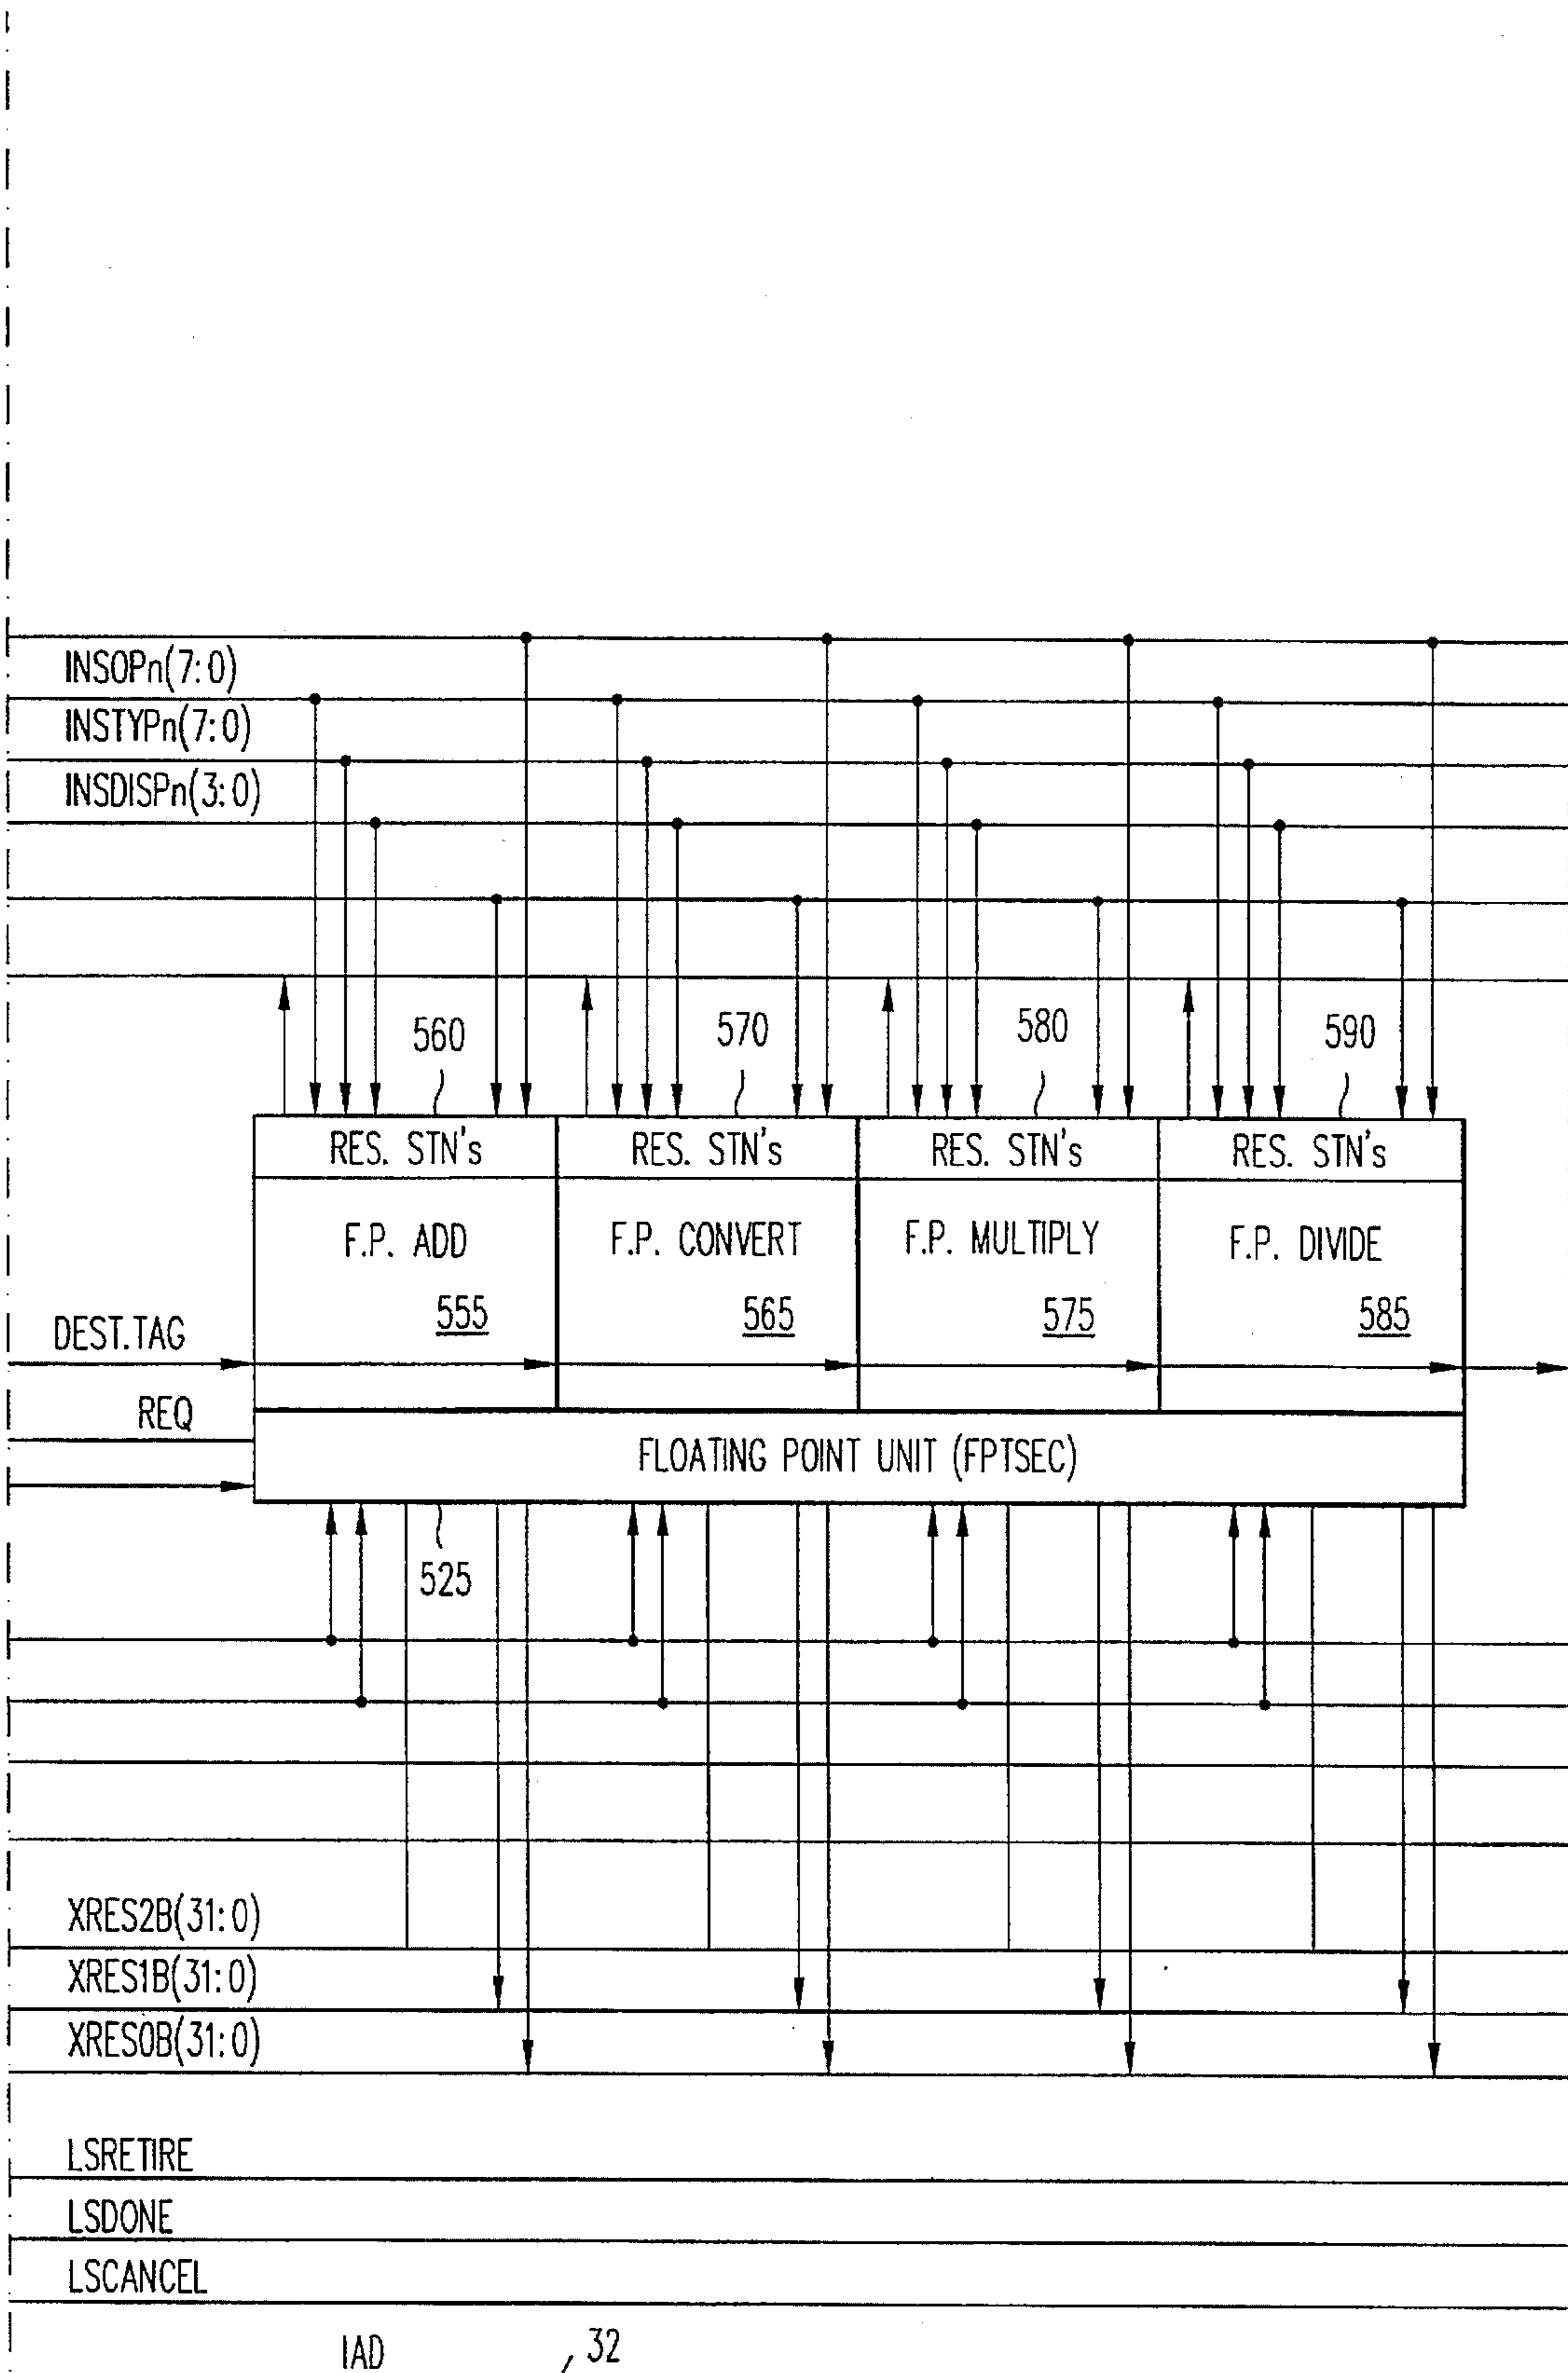 INSOPn(7:0)
INSTYPn(7:0)
INSDISPn(3:0)
560 570 580 590
RES. STN's RES. STN's RES. STN's RES. STN's
F.P. ADD F.P. CONVERT F.P. MULTIPLY F.P. DIVIDE
555 565 575 585
DEST.TAG
REQ
FLOATING POINT UNIT (FPTSEC)
525
XRES2B(31:0)
XRES1B(31:0)
XRES0B(31:0)
LSRETIRE
LSDONE
LSCANCEL
IAD 32